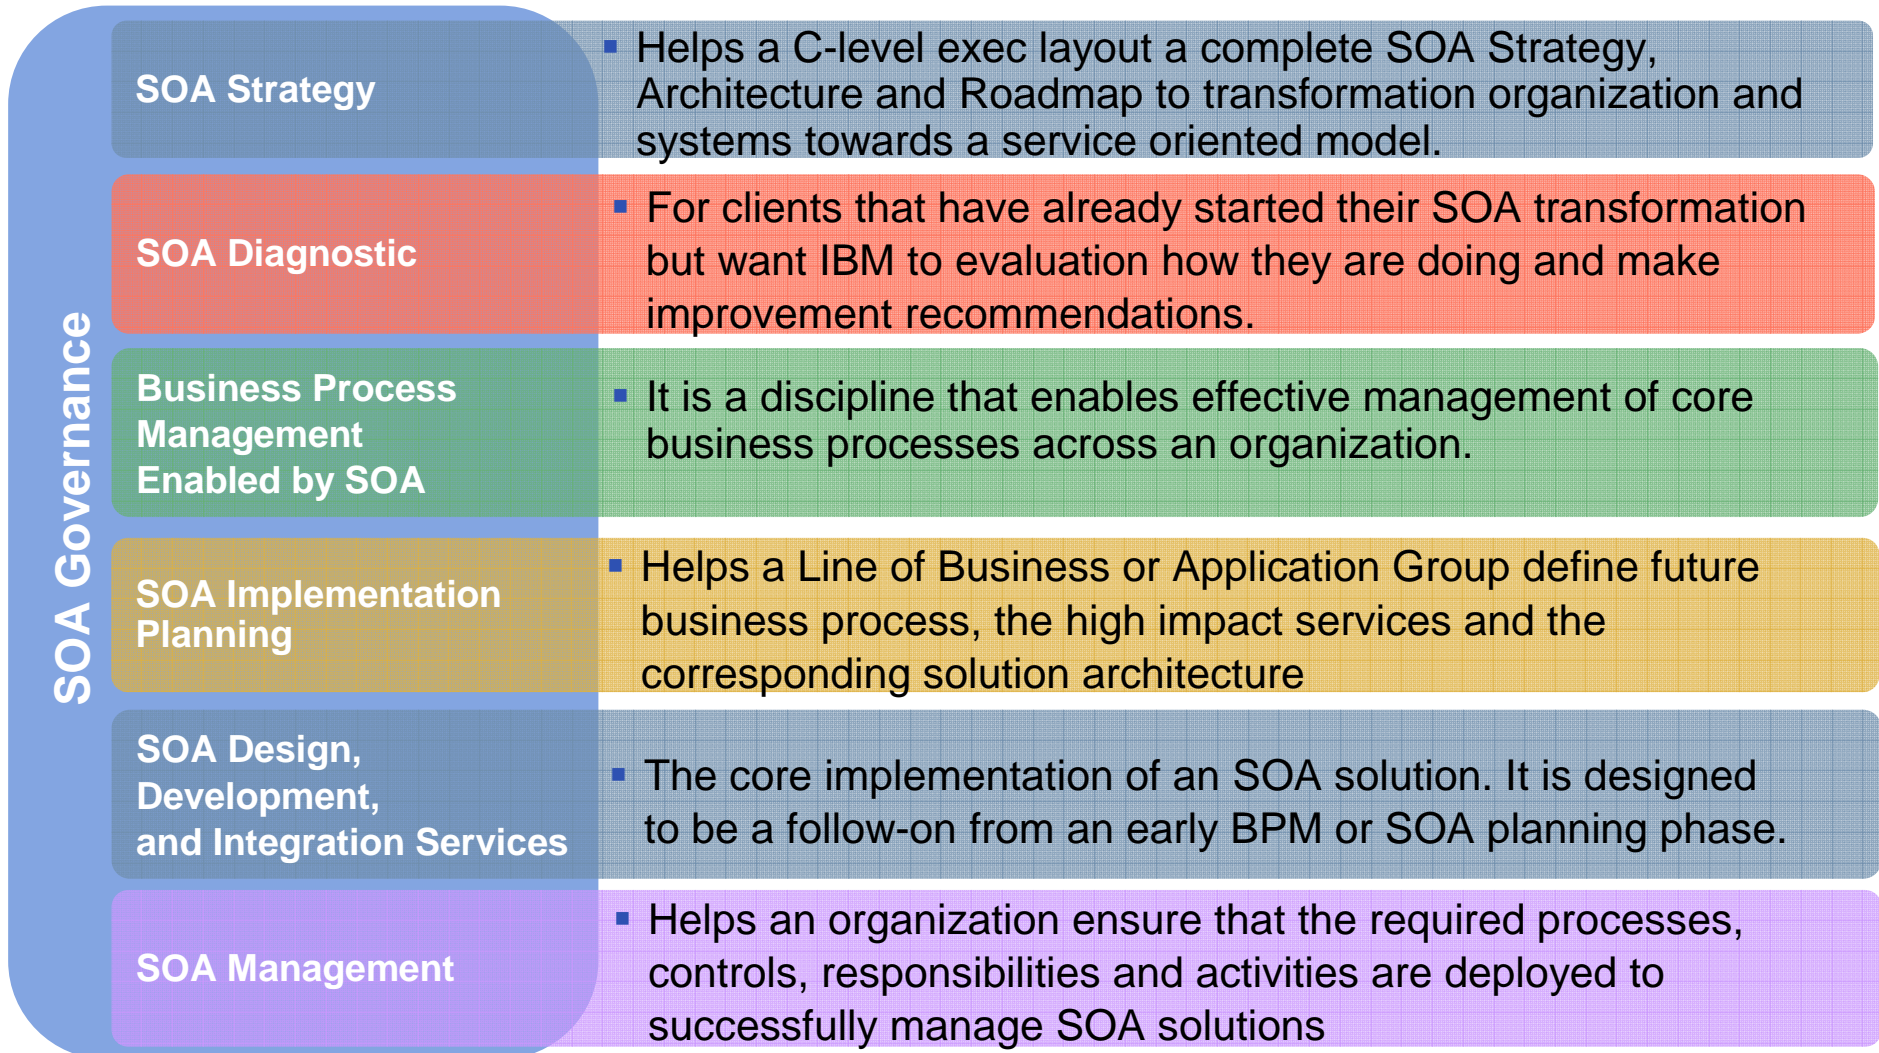 SOA Governance
SOA Strategy
Helps a C-level exec layout a complete SOA Strategy,
Architecture and Roadmap to transformation organization and
systems towards a service oriented model.
SOA Diagnostic
For clients that have already started their SOA transformation
but want IBM to evaluation how they are doing and make
improvement recommendations.
Business Process
Management
Enabled by SOA
It is a discipline that enables effective management of core
business processes across an organization.
SOA Implementation
Planning
Helps a Line of Business or Application Group define future
business process, the high impact services and the
corresponding solution architecture
SOA Design,
Development,
and Integration Services
The core implementation of an SOA solution. It is designed
to be a follow-on from an early BPM or SOA planning phase.
SOA Management
Helps an organization ensure that the required processes,
controls, responsibilities and activities are deployed to
successfully manage SOA solutions